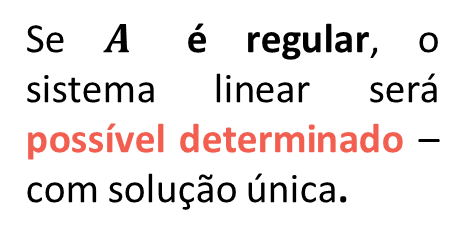 Se A é regular, o
sistema linear será
possível determinado –
com solução única.